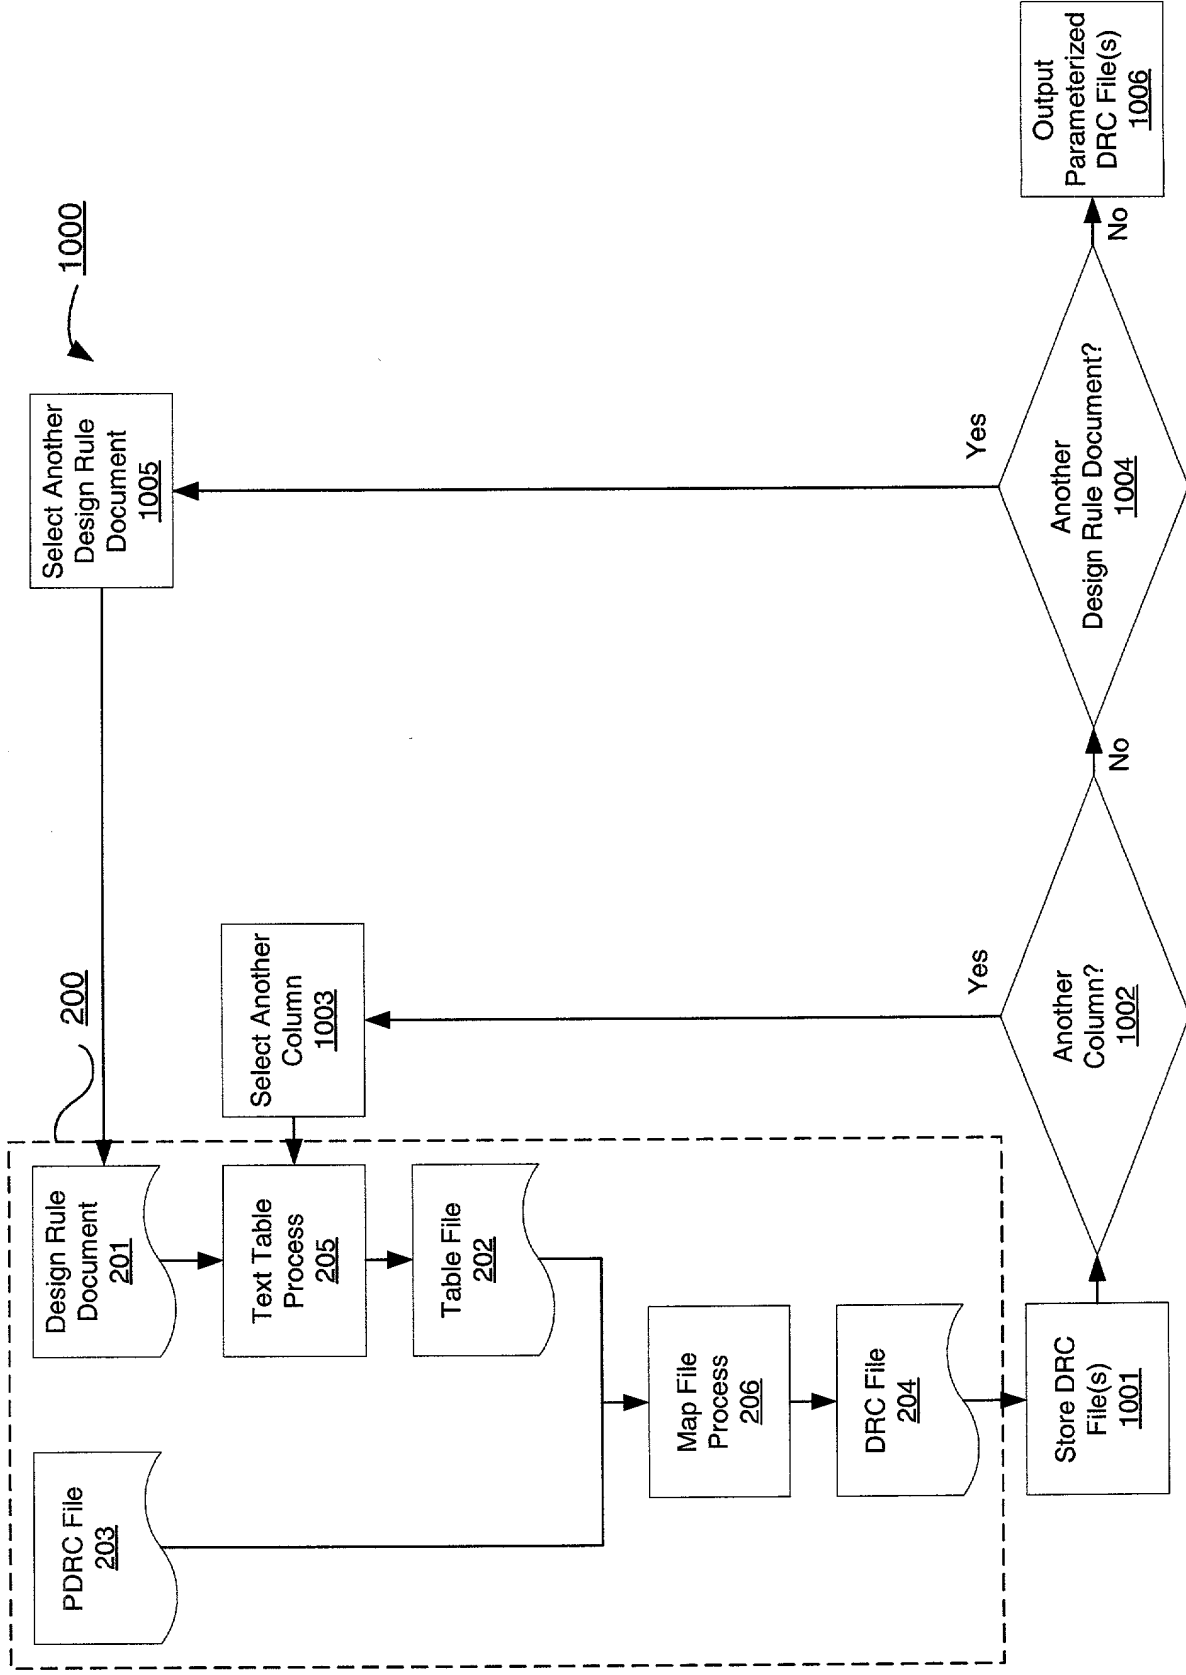 PDRC File
203
Design Rule
Document
201
200
Select Another
Design Rule
Document
1005
1000
Text Table
Process
205
Select Another
Column
1003
Table File
202
Map File
Process
206
DRC File
204
Store DRC
File(s)
1001
Another
Column?
1002
Yes
No
Another
Design Rule Document?
1004
Yes
No
Output
Parameterized
DRC File(s)
1006